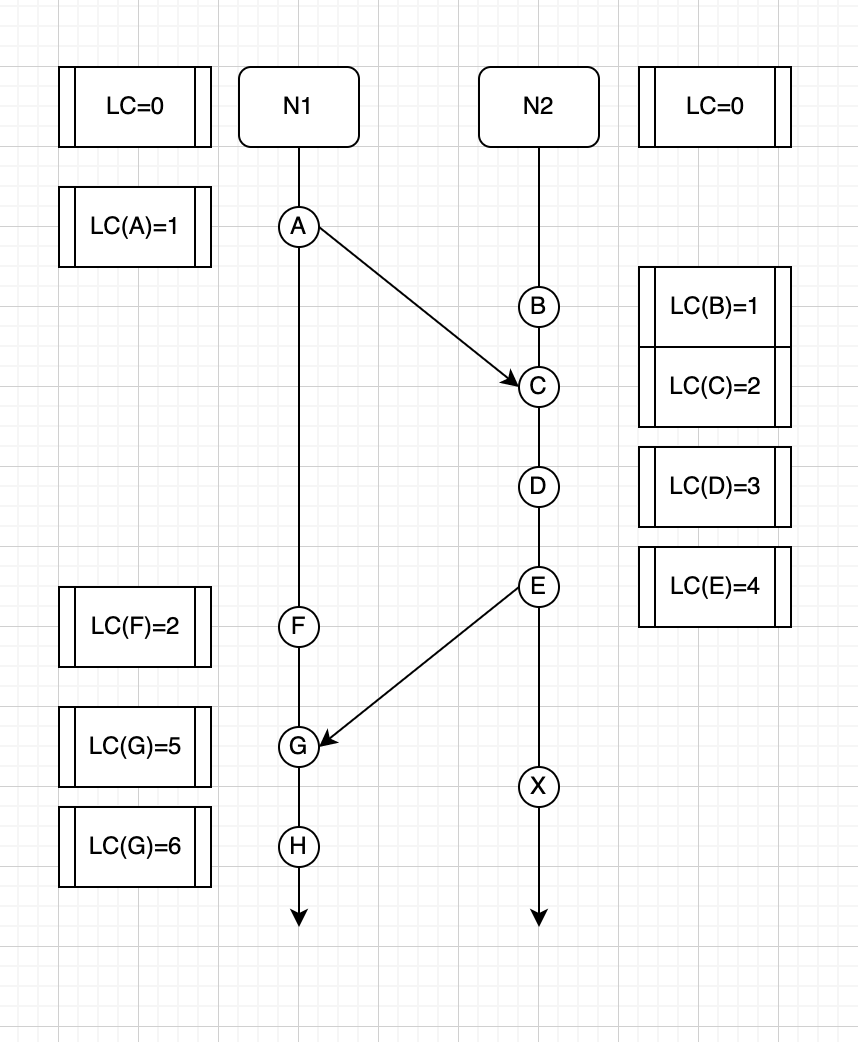 LC=0
N1
N2
LC=0
LC(A)=1
A
B
LC(B)=1
C
LC(C)=2
D
LC(D)=3
E
LC(E)=4
LC(F)=2
F
LC(G)=5
G
X
LC(G)=6
H